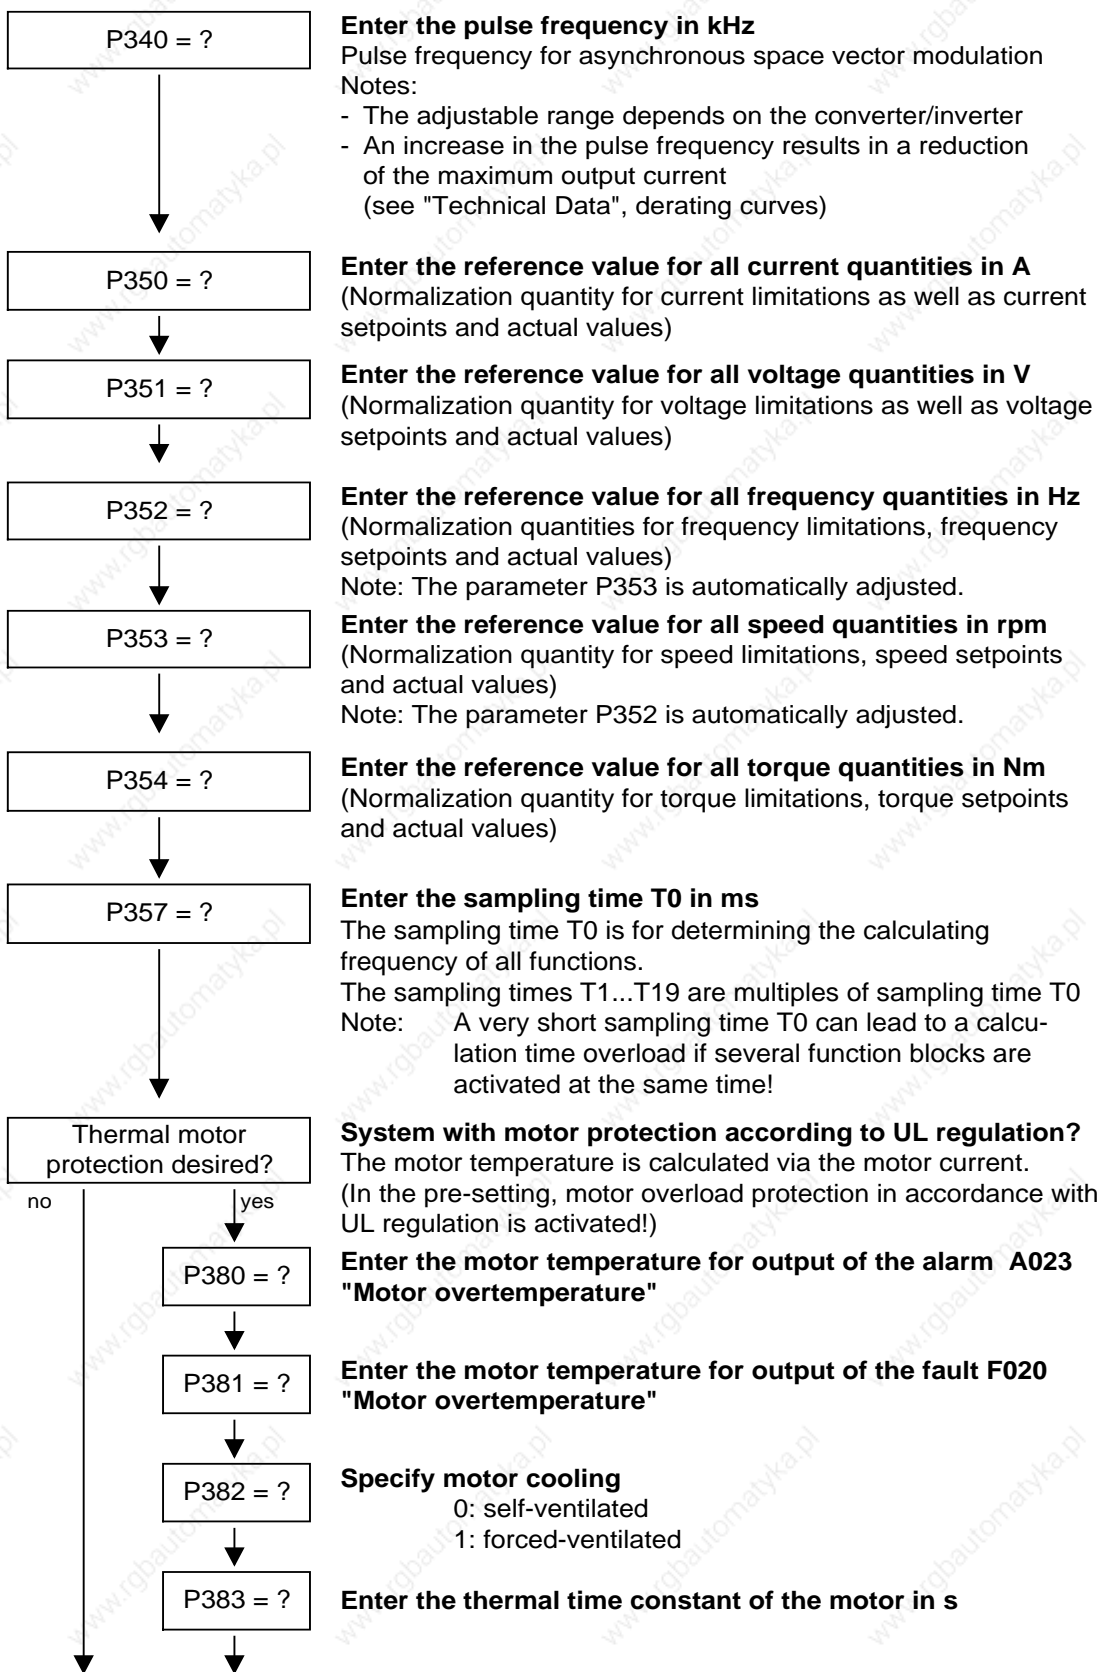 P340 = ?
Enter the pulse frequency in kHz
Pulse frequency for asynchronous space vector modulation
Notes:
- The adjustable range depends on the converter/inverter
- An increase in the pulse frequency results in a reduction
of the maximum output current
(see "Technical Data", derating curves)
P350 = ?
Enter the reference value for all current quantities in A
(Normalization quantity for current limitations as well as current
setpoints and actual values)
P351 = ?
Enter the reference value for all voltage quantities in V
(Normalization quantity for voltage limitations as well as voltage
setpoints and actual values)
P352 = ?
Enter the reference value for all frequency quantities in Hz
(Normalization quantities for frequency limitations, frequency
setpoints and actual values)
Note: The parameter P353 is automatically adjusted.
P353 = ?
Enter the reference value for all speed quantities in rpm
(Normalization quantity for speed limitations, speed setpoints
and actual values)
Note: The parameter P352 is automatically adjusted.
P354 = ?
Enter the reference value for all torque quantities in Nm
(Normalization quantity for torque limitations, torque setpoints
and actual values)
P357 = ?
Enter the sampling time T0 in ms
The sampling time T0 is for determining the calculating
frequency of all functions.
The sampling times T1...T19 are multiples of sampling time T0
Note: A very short sampling time T0 can lead to a calcu-
lation time overload if several function blocks are
activated at the same time!
Thermal motor
protection desired?
no
yes
System with motor protection according to UL regulation?
The motor temperature is calculated via the motor current.
(In the pre-setting, motor overload protection in accordance with
UL regulation is activated!)
P380 = ?
Enter the motor temperature for output of the alarm A023
"Motor overtemperature"
P381 = ?
Enter the motor temperature for output of the fault F020
"Motor overtemperature"
P382 = ?
Specify motor cooling
0: self-ventilated
1: forced-ventilated
P383 = ?
Enter the thermal time constant of the motor in s
www.rgbautomatyka.pl